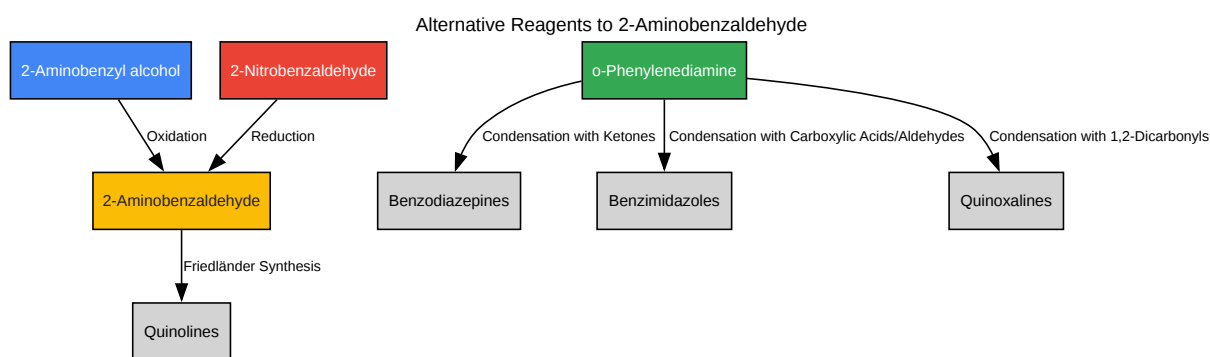 Alternative Reagents to 2-Aminobenzaldehyde
2-Aminobenzyl alcohol
2-Nitrobenzaldehyde
o-Phenylenediamine
Oxidation
Reduction
Condensation with Ketones
Condensation with Carboxylic Acids/Aldehydes
Condensation with 1,2-Dicarbonyls
2-Aminobenzaldehyde
Benzodiazepines
Benzimidazoles
Quinoxalines
Friedländer Synthesis
Quinolines